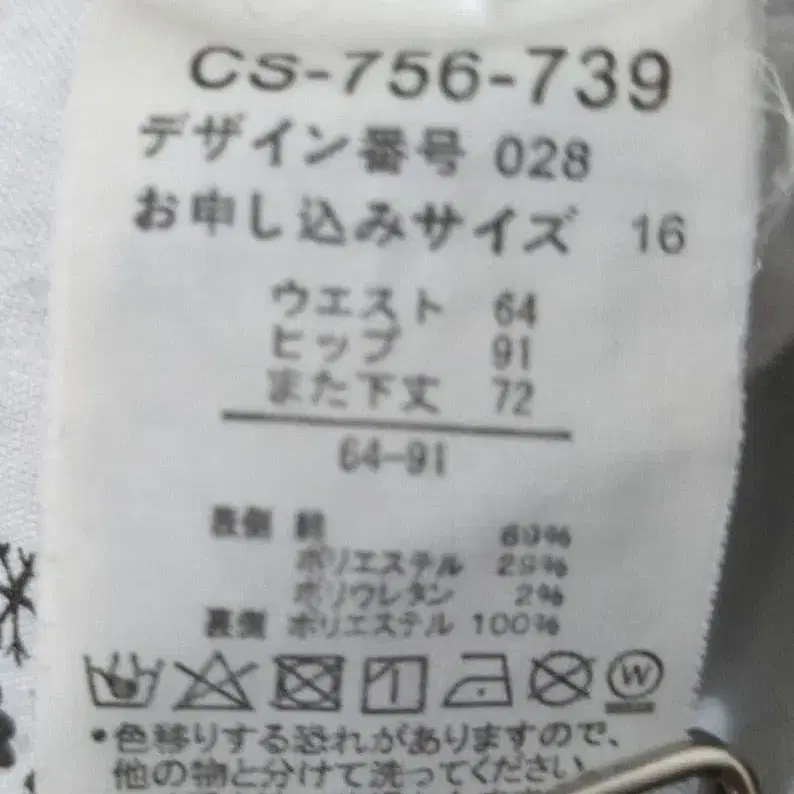 CS-756-739
デザイン番号 028
お申し込みサイズ 16
ウエスト 64
ヒップ 91
また下丈 72
64-91
表側 綿 69%
ポリエステル 29%
ポリウレタン 2%
裏側 ポリエステル 100%
W
•色移りする恐れがありますので、
他の物と分けて洗ってください